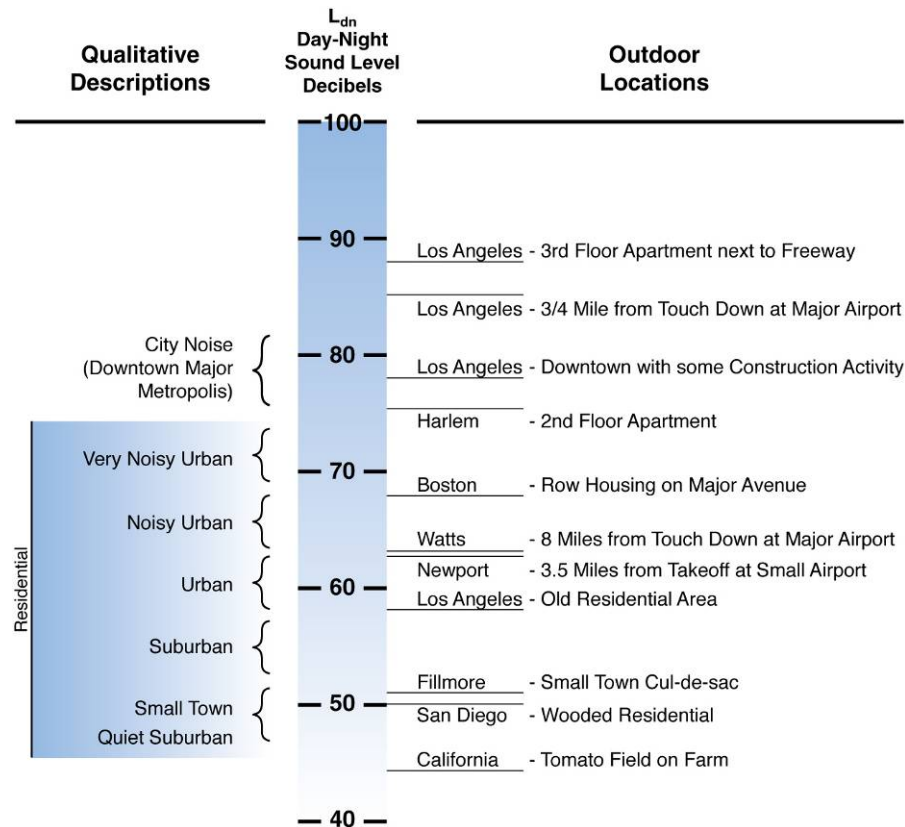 Qualitative
Descriptions
Ldn
Day-Night
Sound Level
Decibels
Outdoor
Locations
100
90
80
70
60
50
40
City Noise
(Downtown Major
Metropolis)
Very Noisy Urban
Noisy Urban
Urban
Suburban
Small Town
Quiet Suburban
Residential
Los Angeles - 3rd Floor Apartment next to Freeway
Los Angeles - 3/4 Mile from Touch Down at Major Airport
Los Angeles - Downtown with some Construction Activity
Harlem - 2nd Floor Apartment
Boston - Row Housing on Major Avenue
Watts - 8 Miles from Touch Down at Major Airport
Newport - 3.5 Miles from Takeoff at Small Airport
Los Angeles - Old Residential Area
Fillmore - Small Town Cul-de-sac
San Diego - Wooded Residential
California - Tomato Field on Farm